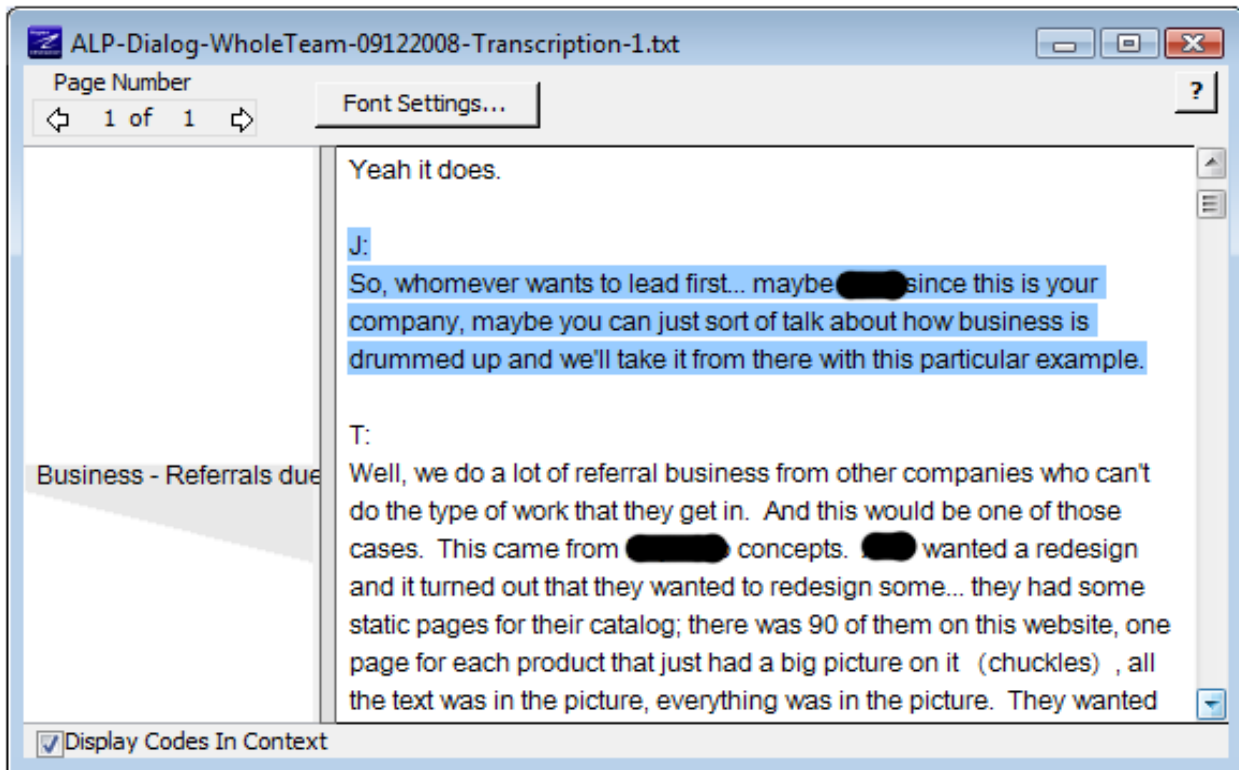 ALP-Dialog-WholeTeam-09122008-Transcription-1.txt
Page Number
1 of 1
Font Settings...
?
Yeah it does.
J:
So, whomever wants to lead first... maybe since this is your
company, maybe you can just sort of talk about how business is
drummed up and we'll take it from there with this particular example.
T:
Business - Referrals due
Well, we do a lot of referral business from other companies who can't
do the type of work that they get in. And this would be one of those
cases. This came from concepts. wanted a redesign
and it turned out that they wanted to redesign some... they had some
static pages for their catalog; there was 90 of them on this website, one
page for each product that just had a big picture on it (chuckles) , all
the text was in the picture, everything was in the picture. They wanted
Display Codes In Context